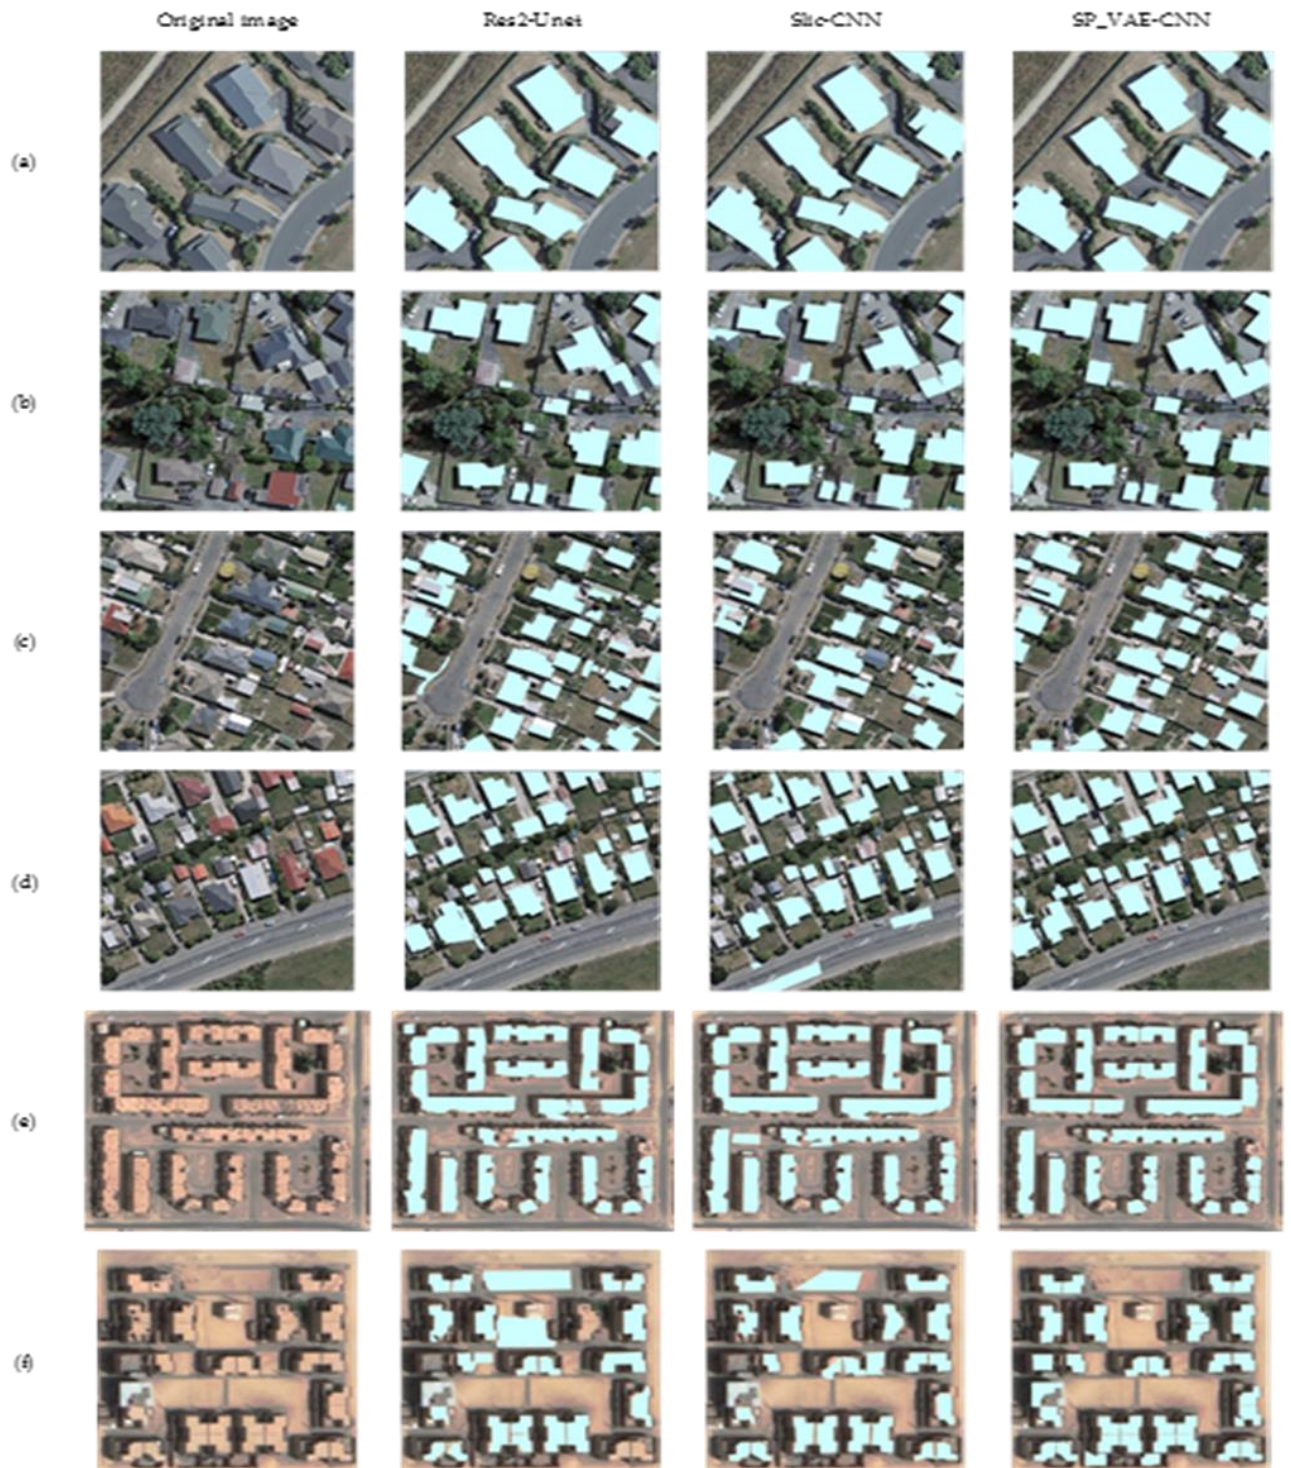 Original image Res2-Unet Slic-CNN SP_VAE-CNN
(a)
(b)
(c)
(d)
(e)
(f)